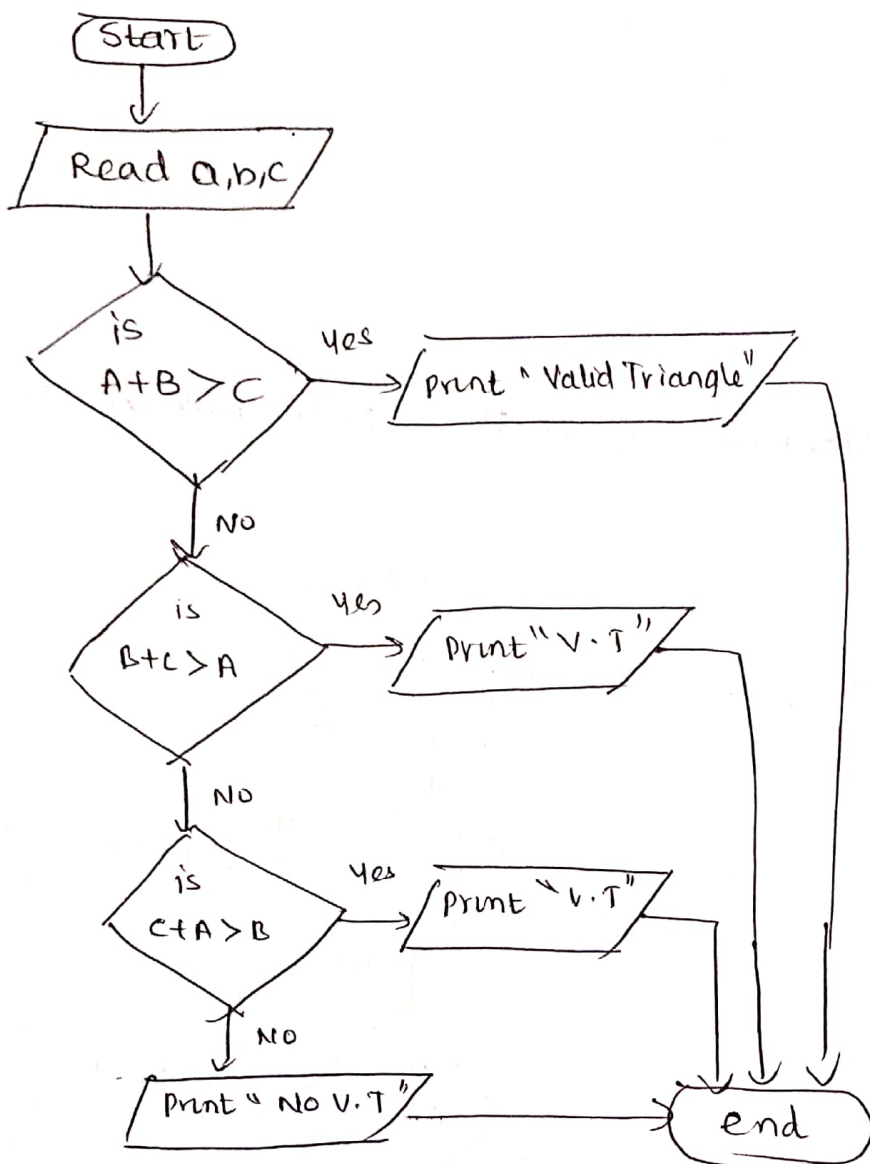 Start
Read a,b,c
is
A+B > C
yes
print "Valid Triangle"
NO
is
B+C > A
yes
print "V.T"
NO
is
C+A > B
yes
print "V.T"
NO
print "No V.T"
end